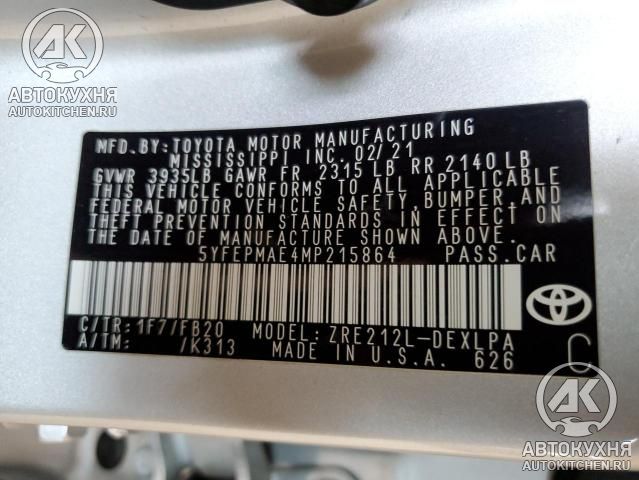 АК
АВТОКУХНЯ
AUTOKITCHEN.RU
MFD.BY:TOYOTA MOTOR MANUFACTURING
MISSISSIPPI INC. 02/21
GVWR 3935LB GAWR FR 2315 LB RR 2140 LB
THIS VEHICLE CONFORMS TO ALL APPLICABLE
FEDERAL MOTOR VEHICLE SAFETY,BUMPER,AND
THEFT PREVENTION STANDARDS IN EFFECT ON
THE DATE OF MANUFACTURE SHOWN ABOVE.
5YFEPMAE4MP215864 PASS.CAR
C/TR:1F7/FB20 MODEL:ZRE212L-DEXLPA
A/TM: /K313 MADE IN U.S.A. 626
C
TOYOTA
АК
АВТОКУХНЯ
AUTOKITCHEN.RU